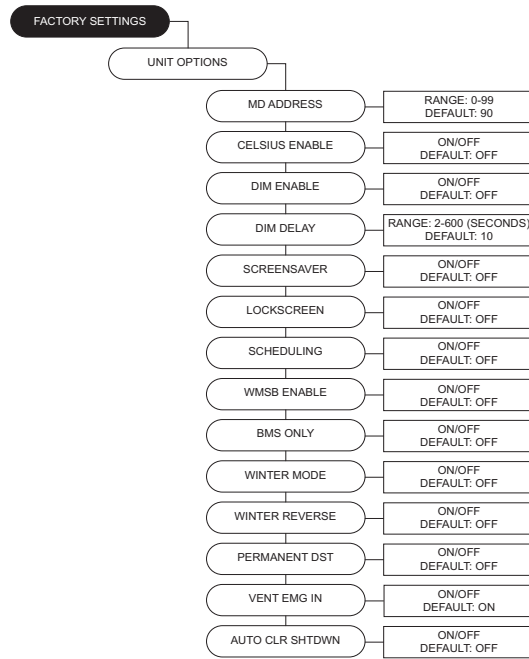 FACTORY SETTINGS
UNIT OPTIONS
MD ADDRESS
RANGE: 0-99
DEFAULT: 90
CELSIUS ENABLE
ON/OFF
DEFAULT: OFF
DIM ENABLE
ON/OFF
DEFAULT: OFF
DIM DELAY
RANGE: 2-600 (SECONDS)
DEFAULT: 10
SCREENSAVER
ON/OFF
DEFAULT: OFF
LOCKSCREEN
ON/OFF
DEFAULT: OFF
SCHEDULING
ON/OFF
DEFAULT: OFF
WMSB ENABLE
ON/OFF
DEFAULT: OFF
BMS ONLY
ON/OFF
DEFAULT: OFF
WINTER MODE
ON/OFF
DEFAULT: OFF
WINTER REVERSE
ON/OFF
DEFAULT: OFF
PERMANENT DST
ON/OFF
DEFAULT: OFF
VENT EMG IN
ON/OFF
DEFAULT: ON
AUTO CLR SHTDWN
ON/OFF
DEFAULT: OFF